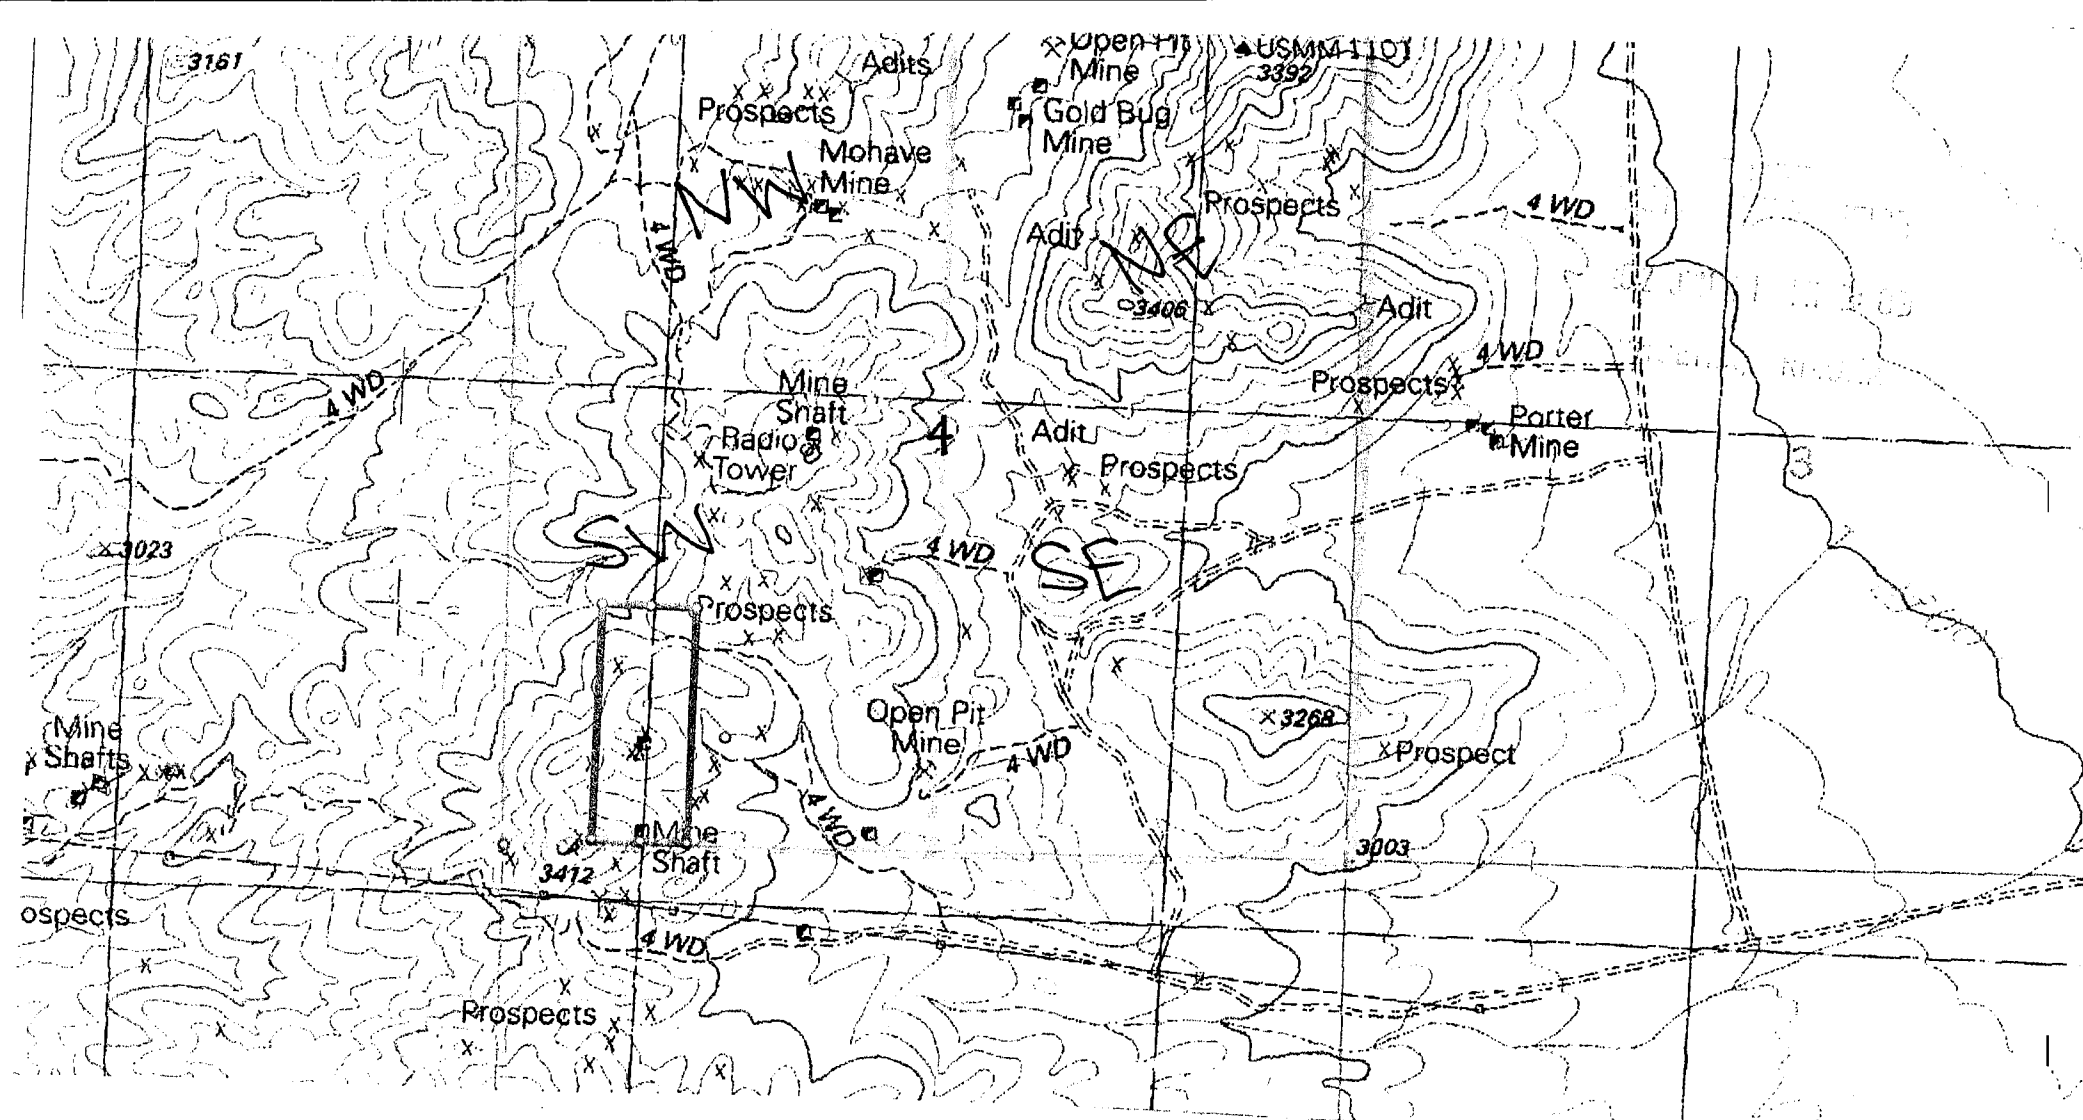 3161
Adits
Open Pit
Mine
USMM 1101
3392
Prospects
Gold Bug
Mine
Mohave
Mine
NW
4 WD
Prospects
4 WD
Adit
NE
3406
Adit
4 WD
4 WD
Prospects
Mine
Shaft
Radio
Tower
4
Adit
Prospects
Porter
Mine
3
3023
SW
4 WD
SE
Prospects
Mine
Shafts
Open Pit
Mine
4 WD
3268
Prospect
4 WD
Mine
Shaft
3412
3003
ospects
4 WD
Prospects